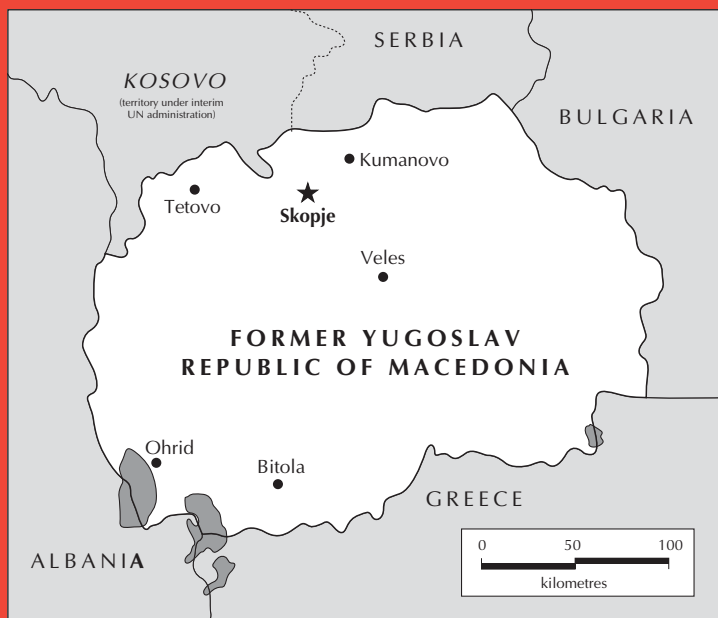 SERBIA
KOSOVO
(territory under interim
UN administration)
BULGARIA
Kumanovo
Tetovo
Skopje
Veles
FORMER YUGOSLAV
REPUBLIC OF MACEDONIA
Ohrid
Bitola
GREECE
ALBANIA
0 50 100
kilometres